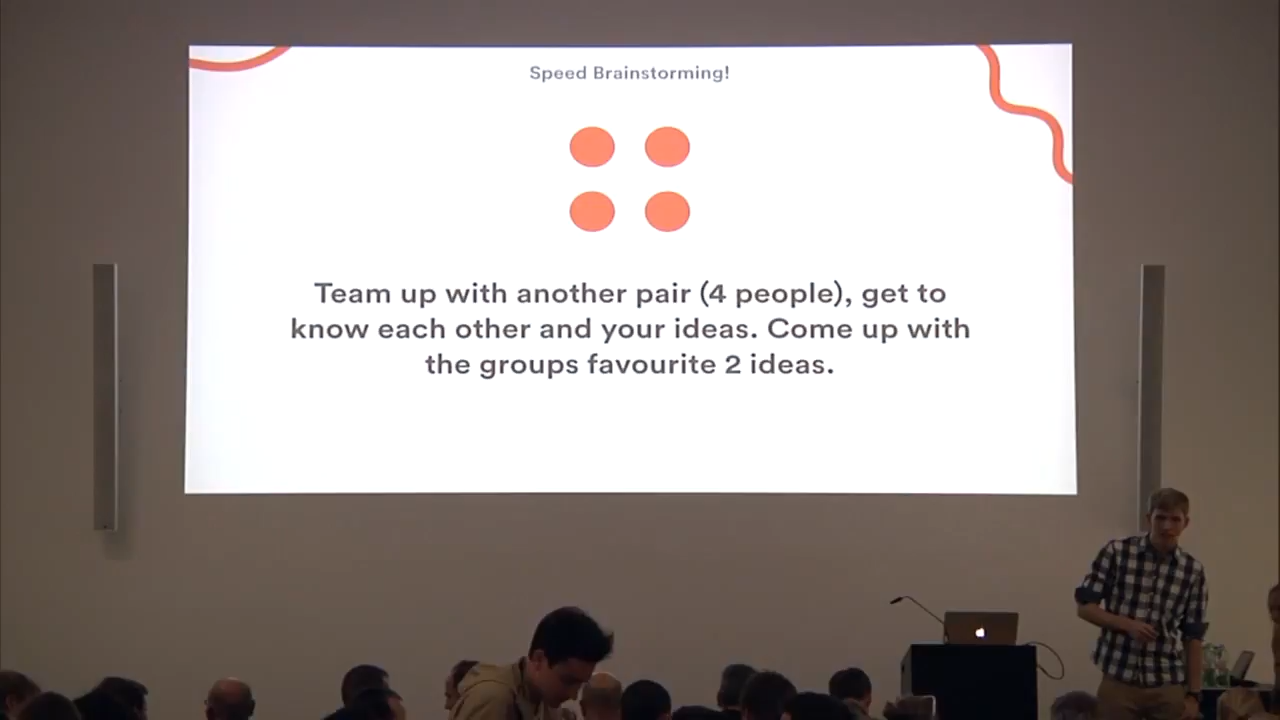 Speed Brainstorming!
Team up with another pair (4 people), get to
know each other and your ideas. Come up with
the groups favourite 2 ideas.